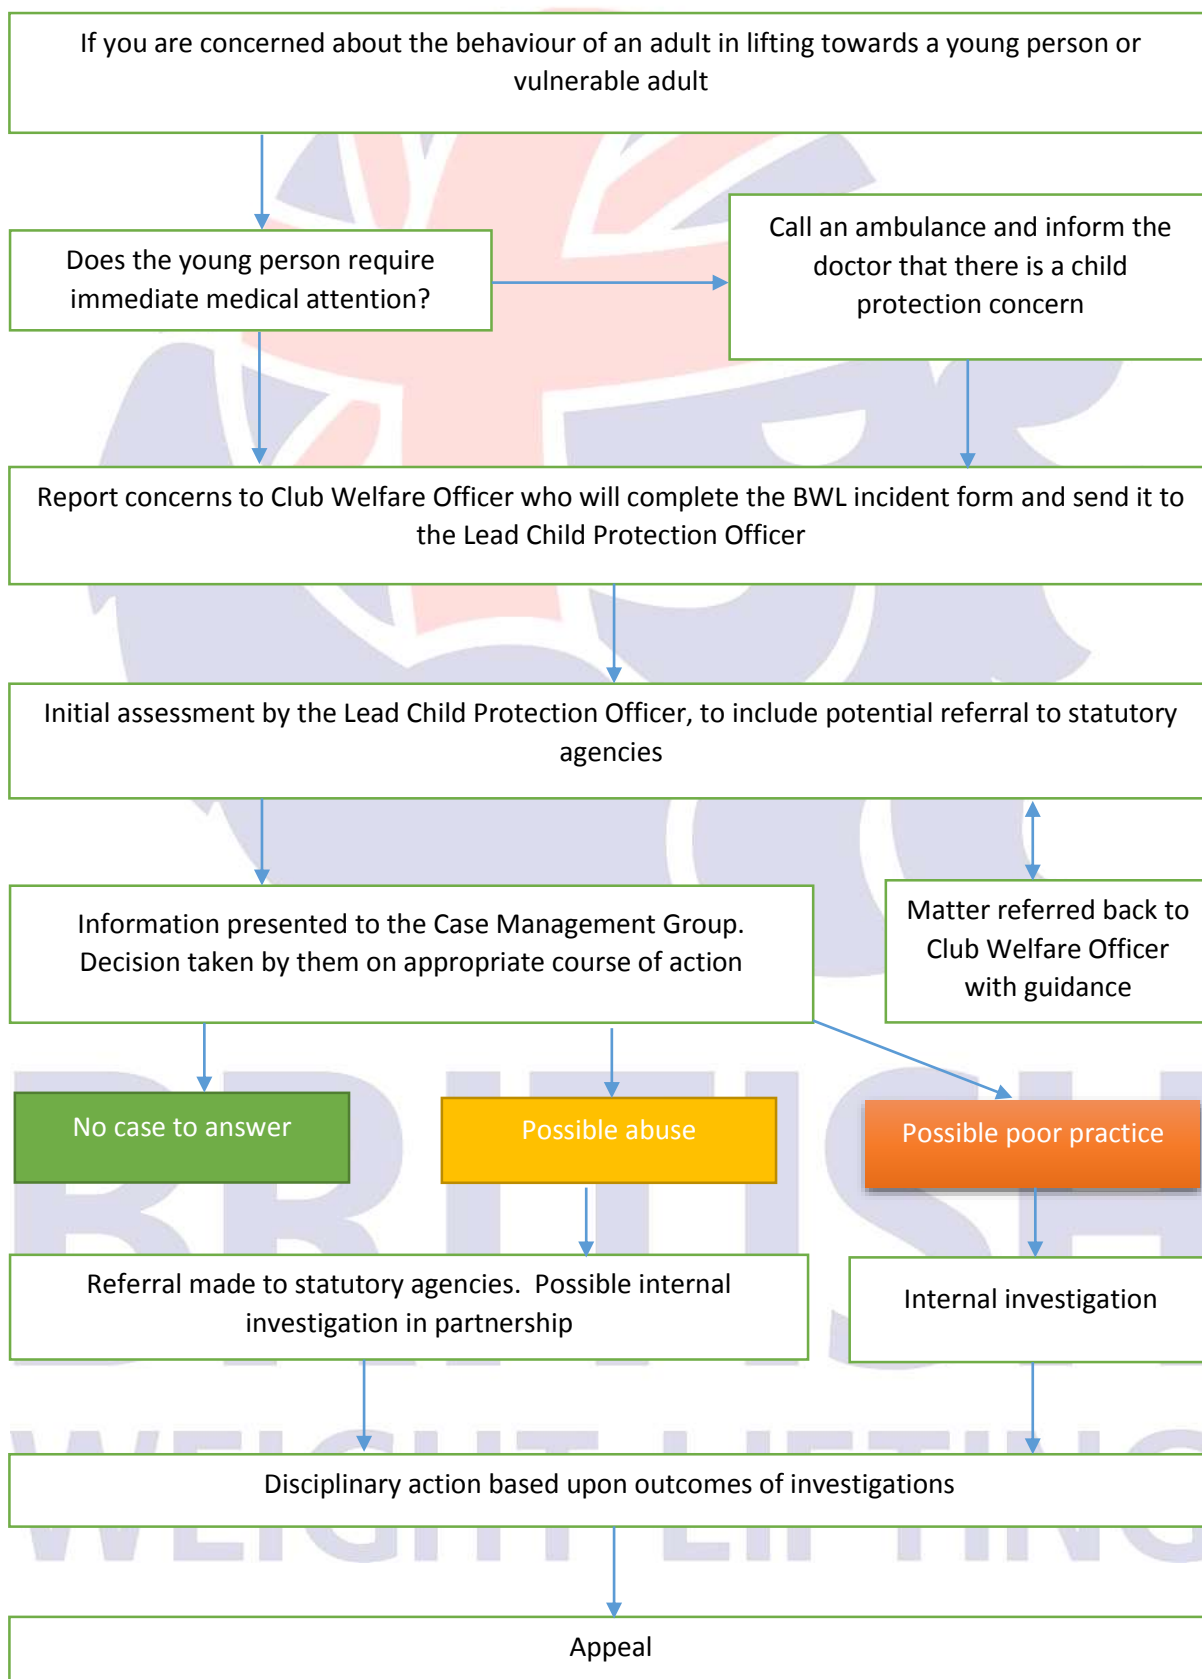 If you are concerned about the behaviour of an adult in lifting towards a young person or
vulnerable adult
Does the young person require
immediate medical attention?
Call an ambulance and inform the
doctor that there is a child
protection concern
Report concerns to Club Welfare Officer who will complete the BWL incident form and send it to
the Lead Child Protection Officer
Initial assessment by the Lead Child Protection Officer, to include potential referral to statutory
agencies
Information presented to the Case Management Group.
Decision taken by them on appropriate course of action
Matter referred back to
Club Welfare Officer
with guidance
No case to answer
Possible abuse
Possible poor practice
Referral made to statutory agencies.  Possible internal
investigation in partnership
Internal investigation
Disciplinary action based upon outcomes of investigations
Appeal
BRITISH
WEIGHT LIFTING